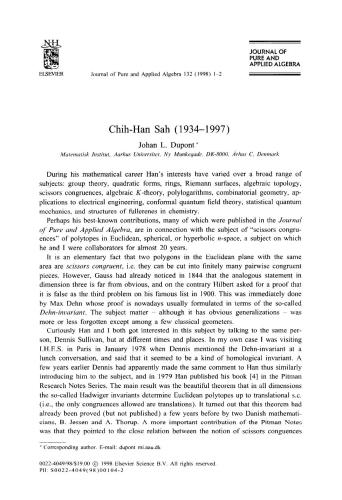 NH
ELSEVIER
Journal of Pure and Applied Algebra 132 (1998) 1–2
JOURNAL OF
PURE AND
APPLIED ALGEBRA
Chih-Han Sah (1934–1997)
Johan L. Dupont *
Matematisk Institut, Aarhus Universitet, Ny Munkegade, DK-8000, Århus C, Denmark
During his mathematical career Han's interests have varied over a broad range of
subjects: group theory, quadratic forms, rings, Riemann surfaces, algebraic topology,
scissors congruences, algebraic K-theory, polylogarithms, combinatorial geometry, ap-
plications to electrical engineering, conformal quantum field theory, statistical quantum
mechanics, and structures of fullerenes in chemistry.
Perhaps his best-known contributions, many of which were published in the Journal
of Pure and Applied Algebra, are in connection with the subject of "scissors congru-
ences" of polytopes in Euclidean, spherical, or hyperbolic n-space, a subject on which
he and I were collaborators for almost 20 years.
It is an elementary fact that two polygons in the Euclidean plane with the same
area are scissors congruent, i.e. they can be cut into finitely many pairwise congruent
pieces. However, Gauss had already noticed in 1844 that the analogous statement in
dimension three is far from obvious, and on the contrary Hilbert asked for a proof that
it is false as the third problem on his famous list in 1900. This was immediately done
by Max Dehn whose proof is nowadays usually formulated in terms of the so-called
Dehn-invariant. The subject matter – although it has obvious generalizations – was
more or less forgotten except among a few classical geometers.
Curiously Han and I both got interested in this subject by talking to the same per-
son, Dennis Sullivan, but at different times and places. In my own case I was visiting
I.H.E.S. in Paris in January 1978 when Dennis mentioned the Dehn-invariant at a
lunch conversation, and said that it seemed to be a kind of homological invariant. A
few years earlier Dennis had apparently made the same comment to Han thus similarly
introducing him to the subject, and in 1979 Han published his book [4] in the Pitman
Research Notes Series. The main result was the beautiful theorem that in all dimensions
the so-called Hadwiger invariants determine Euclidean polytopes up to translational s.c.
(i.e., the only congruences allowed are translations). It turned out that this theorem had
already been proved (but not published) a few years before by two Danish mathemati-
cians, B. Jessen and A. Thorup. A more important contribution of the Pitman Notes
was that they pointed to the close relation between the notion of scissors congruences
* Corresponding author. E-mail: dupont mi.aau.dk
0022-4049/98/$19.00 © 1998 Elsevier Science B.V. All rights reserved.
PII: S0022-4049(98)00104-2